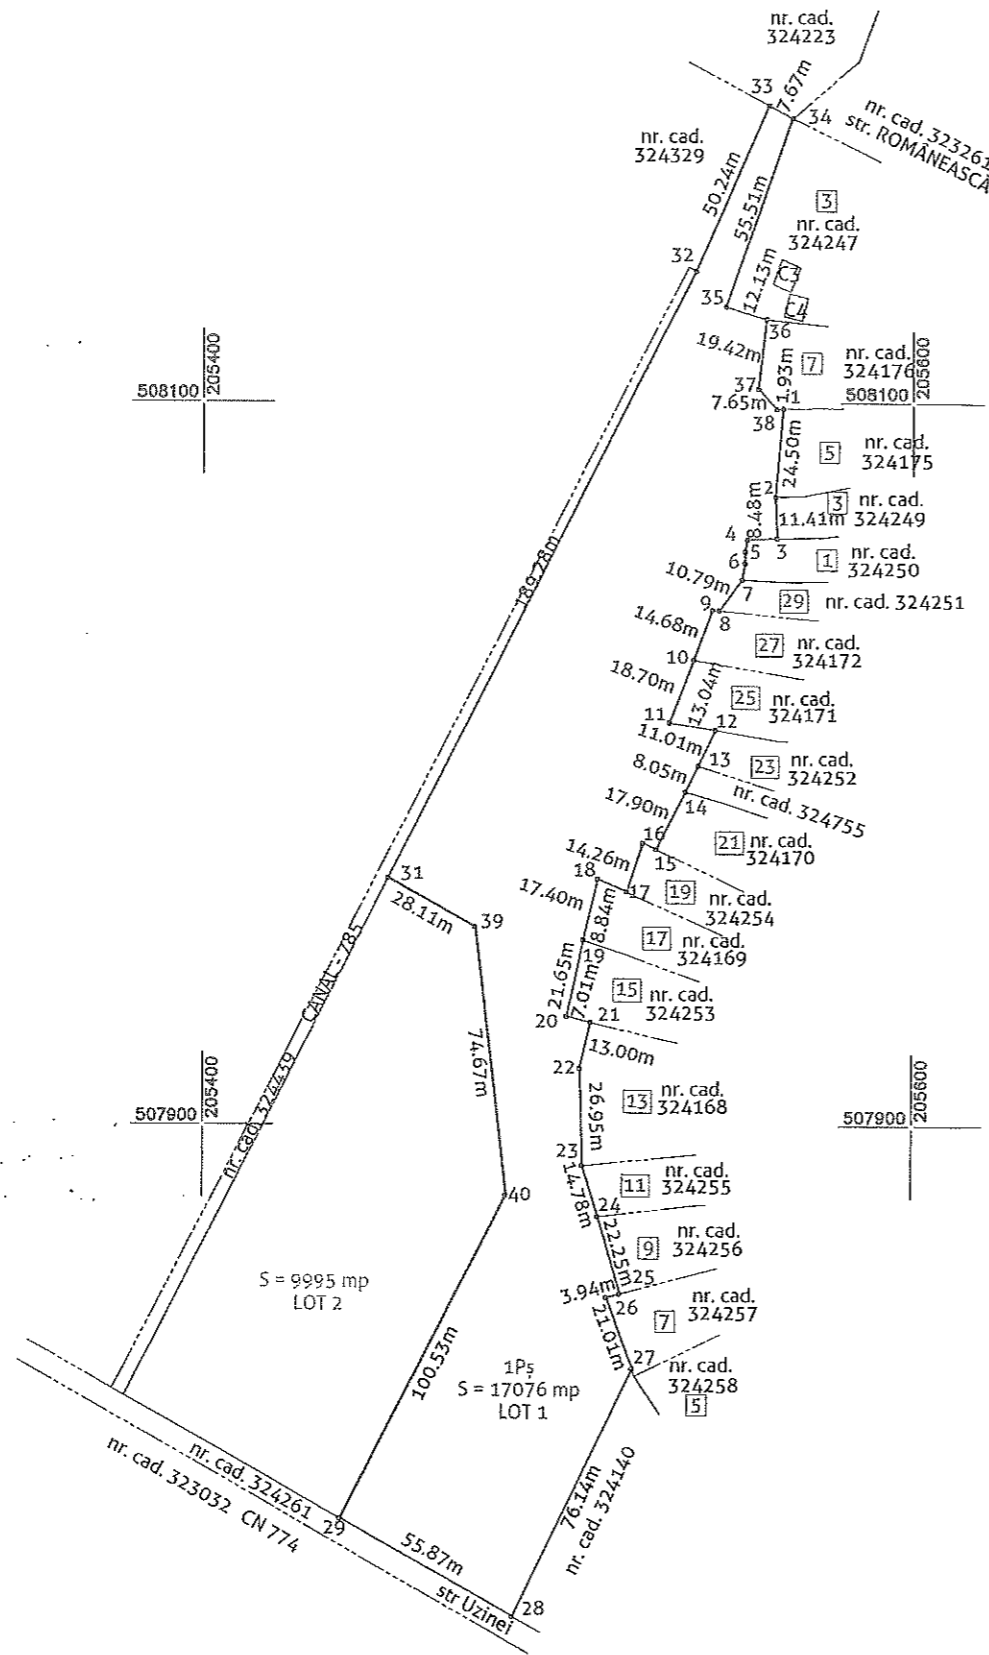 nr. cad.
324223
33
7.67m
34
nr. cad. 323261
str. ROMÂNEASCĂ
nr. cad.
324329
50.24m
55.51m
3
nr. cad.
324247
32
12.13m
C3
C4
35
36
19.42m
7
nr. cad.
324176
508100
205400
37
1.93m
7.65m
1
38
508100
205600
24.50m
5
nr. cad.
324175
2
8.48m
3
nr. cad.
324249
11.41m
4
3
5
6
1
nr. cad.
324250
189.28m
10.79m
7
29
nr. cad. 324251
9
8
14.68m
27
nr. cad.
324172
10
18.70m
13.04m
25
nr. cad.
324171
11
12
11.01m
13
23
nr. cad.
324252
8.05m
14
nr. cad. 324755
17.90m
16
15
21
nr. cad.
324170
14.26m
18
17
19
nr. cad.
324254
17.40m
8.84m
31
28.11m
39
17
nr. cad.
324169
19
CANAL - 785
21.65m
7.01m
15
nr. cad.
324253
20
21
13.00m
74.67m
22
nr. cad. 324439
26.95m
13
nr. cad.
324168
507900
205400
507900
205600
23
14.78m
11
nr. cad.
324255
40
24
22.25m
9
nr. cad.
324256
S = 9995 mp
LOT 2
3.94m
25
26
7
nr. cad.
324257
21.01m
100.53m
27
nr. cad.
324258
5
1Pș
S = 17076 mp
LOT 1
76.14m
nr. cad. 324140
nr. cad. 324261
nr. cad. 323032 CN 774
29
55.87m
28
str Uzinei